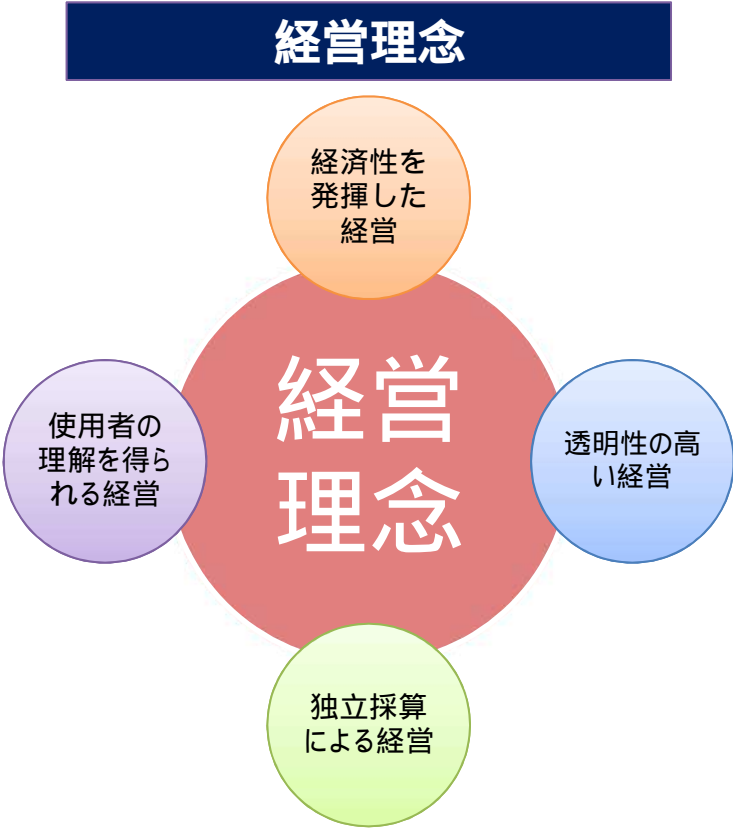 経営理念
経済性を
発揮した
経営
経営
理念
使用者の
理解を得ら
れる経営
透明性の高
い経営
独立採算
による経営